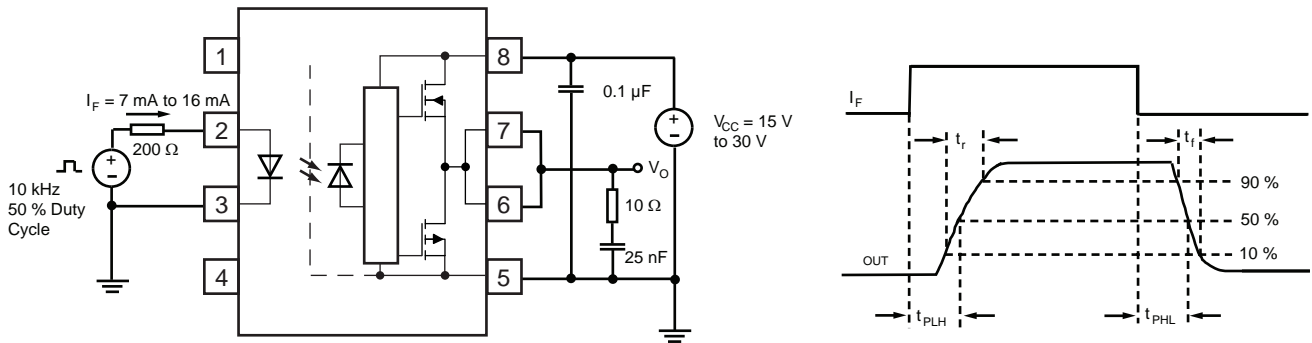 1
8
I_F = 7 mA to 16 mA
2
7
0.1 µF
+
-
V_CC = 15 V
to 30 V
200 Ω
+
-
V_O
10 kHz
50 % Duty
Cycle
3
6
10 Ω
25 nF
4
5
I_F
t_r
t_f
90 %
50 %
10 %
OUT
t_PLH
t_PHL